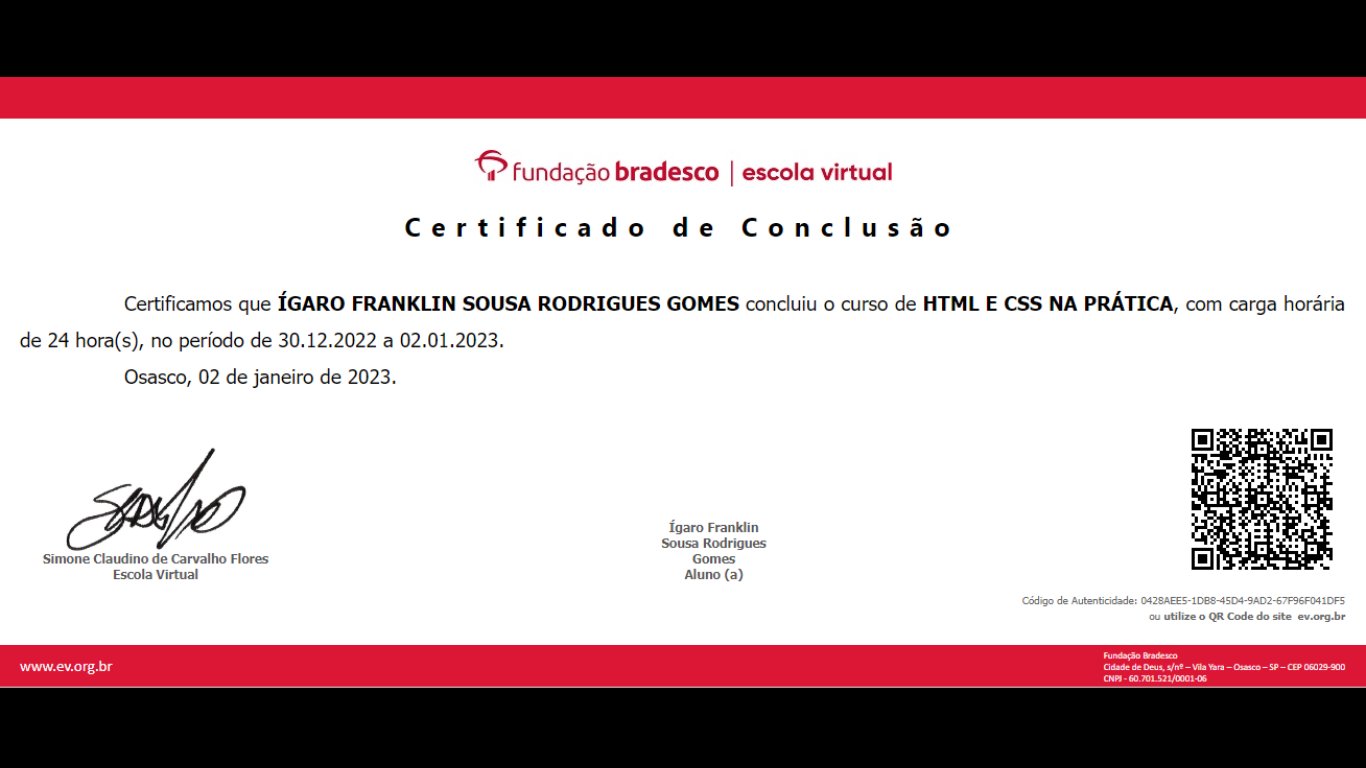 fundação bradesco | escola virtual
Certificado de Conclusão
Certificamos que ÍGARO FRANKLIN SOUSA RODRIGUES GOMES concluiu o curso de HTML E CSS NA PRÁTICA, com carga horária
de 24 hora(s), no período de 30.12.2022 a 02.01.2023.
Osasco, 02 de janeiro de 2023.
Simone Claudino de Carvalho Flores
Escola Virtual
Ígaro Franklin
Sousa Rodrigues
Gomes
Aluno (a)
Código de Autenticidade: 0428AEE5-1DB8-45D4-9AD2-67F96F041DF5
ou utilize o QR Code do site ev.org.br
www.ev.org.br
Fundação Bradesco
Cidade de Deus, s/nº – Vila Yara – Osasco – SP – CEP 06029-900
CNPJ - 60.701.521/0001-06